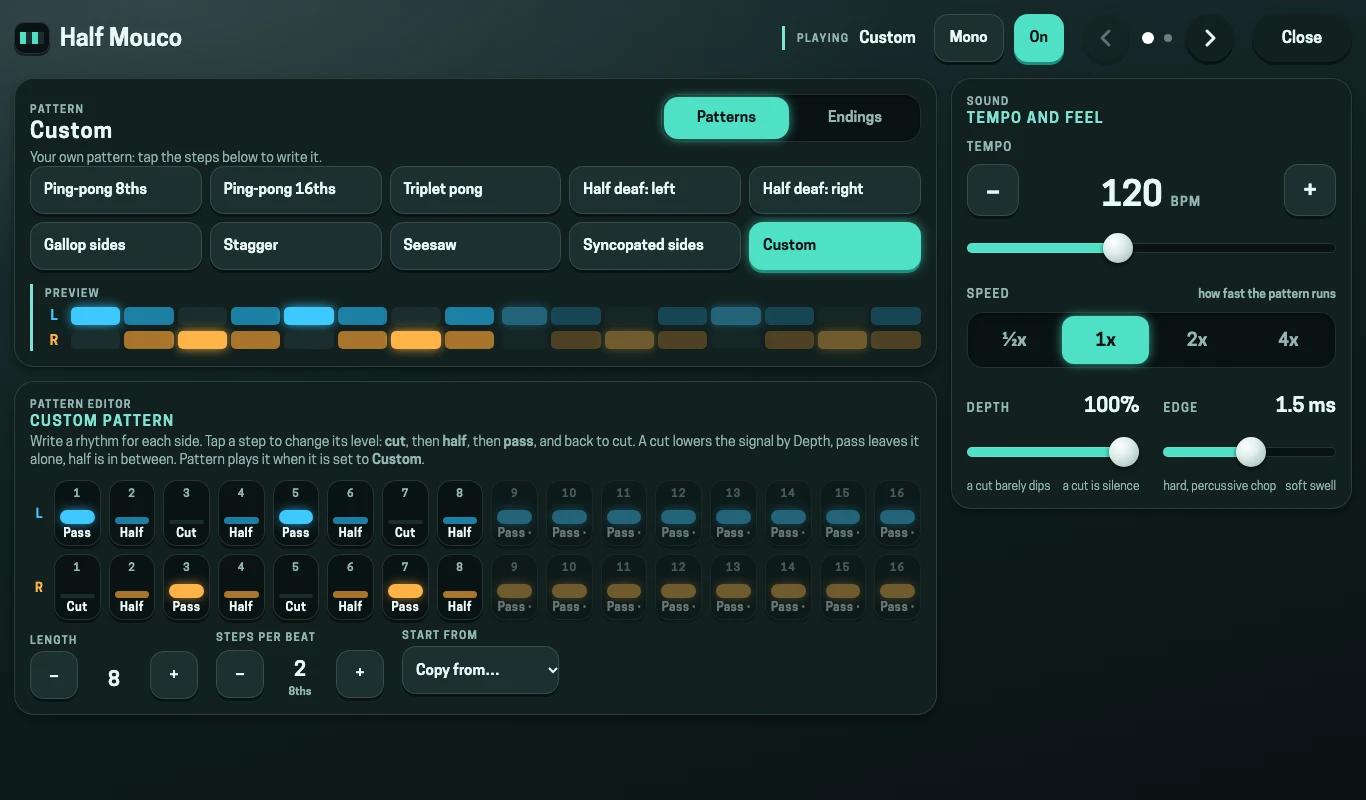 Half Mouco
PLAYING Custom
Mono
On
Close
PATTERN
Custom
Your own pattern: tap the steps below to write it.
Patterns
Endings
Ping-pong 8ths
Ping-pong 16ths
Triplet pong
Half deaf: left
Half deaf: right
Gallop sides
Stagger
Seesaw
Syncopated sides
Custom
PREVIEW
L
R
PATTERN EDITOR
CUSTOM PATTERN
Write a rhythm for each side. Tap a step to change its level: cut, then half, then pass, and back to cut. A cut lowers the signal by Depth, pass leaves it
alone, half is in between. Pattern plays it when it is set to Custom.
1 2 3 4 5 6 7 8 9 10 11 12 13 14 15 16
L
Pass Half Cut Half Pass Half Cut Half Pass · Pass · Pass · Pass · Pass · Pass · Pass · Pass ·
1 2 3 4 5 6 7 8 9 10 11 12 13 14 15 16
R
Cut Half Pass Half Cut Half Pass Half Pass · Pass · Pass · Pass · Pass · Pass · Pass · Pass ·
LENGTH
– 8 +
STEPS PER BEAT
– 2 +
8ths
START FROM
Copy from...
SOUND
TEMPO AND FEEL
TEMPO
– 120 BPM +
SPEED
how fast the pattern runs
½x 1x 2x 4x
DEPTH 100%
a cut barely dips a cut is silence
EDGE 1.5 ms
hard, percussive chop soft swell